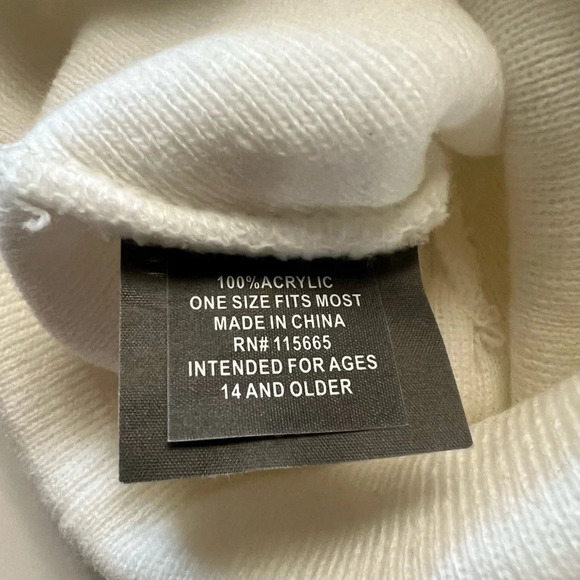 100%ACRYLIC
ONE SIZE FITS MOST
MADE IN CHINA
RN# 115665
INTENDED FOR AGES
14 AND OLDER